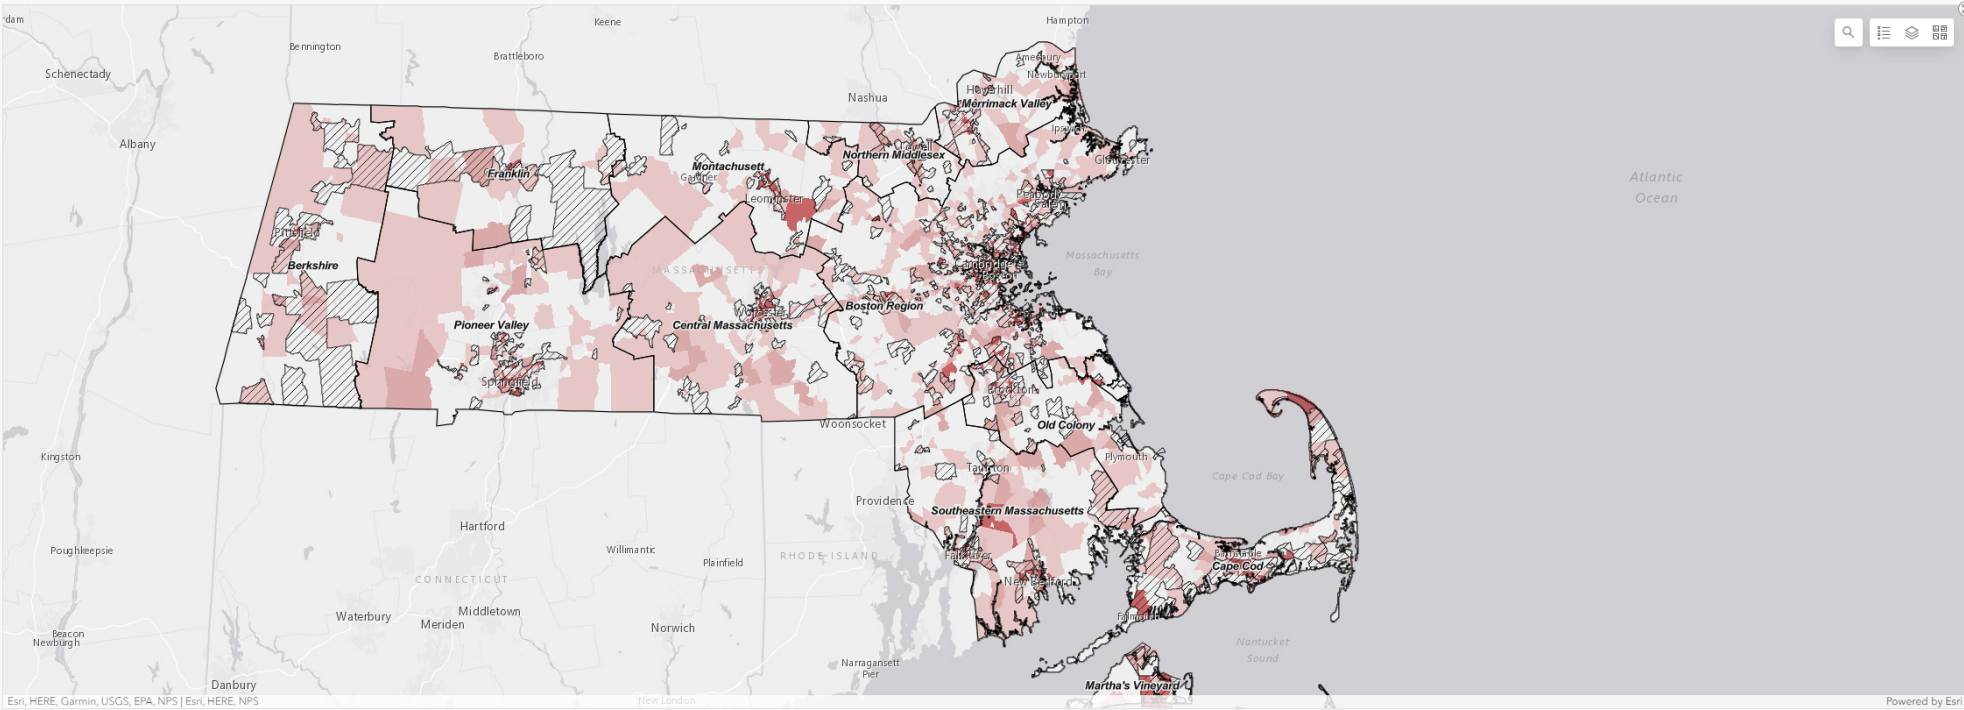 rdam
Keene
Hampton
Bennington
Brattleboro
Amesbury
Schenectady
Newburyport
Haverhill
Nashua
Merrimack Valley
Ipswich
Albany
Lowell
Northern Middlesex
Gloucester
Montachusett
Franklin
Gardner
Atlantic
Ocean
Peabody
Salem
Leominster
Pittsfield
Massachusetts
Bay
Berkshire
MASSACHUSETTS
Cambridge
Boston
Boston Region
Worcester
Pioneer Valley
Central Massachusetts
Springfield
Brockton
Woonsocket
Old Colony
Kingston
Plymouth
Taunton
Cape Cod Bay
Providence
Southeastern Massachusetts
Hartford
Poughkeepsie
Willimantic
Plainfield
RHODE ISLAND
Fall River
Barnstable
Cape Cod
CONNECTICUT
New Bedford
Middletown
Waterbury
Meriden
Falmouth
Norwich
Beacon
Newburgh
Nantucket
Sound
Narragansett
Pier
Danbury
Martha's Vineyard
New London
Esri, HERE, Garmin, USGS, EPA, NPS | Esri, HERE, NPS
Powered by Esri